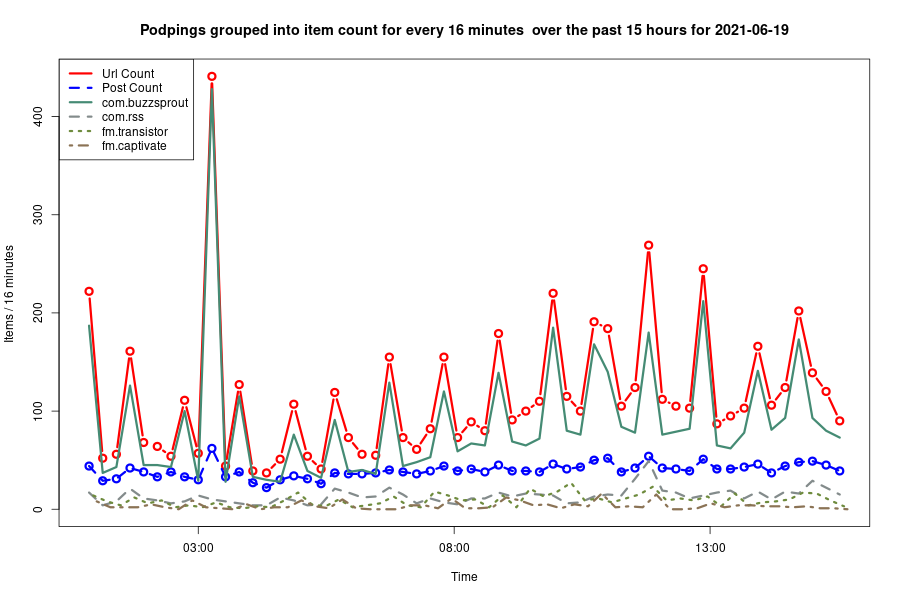 Podpings grouped into item count for every 16 minutes  over the past 15 hours for 2021-06-19
Url Count
Post Count
com.buzzsprout
com.rss
fm.transistor
fm.captivate
Items / 16 minutes
400
300
200
100
0
03:00
08:00
13:00
Time